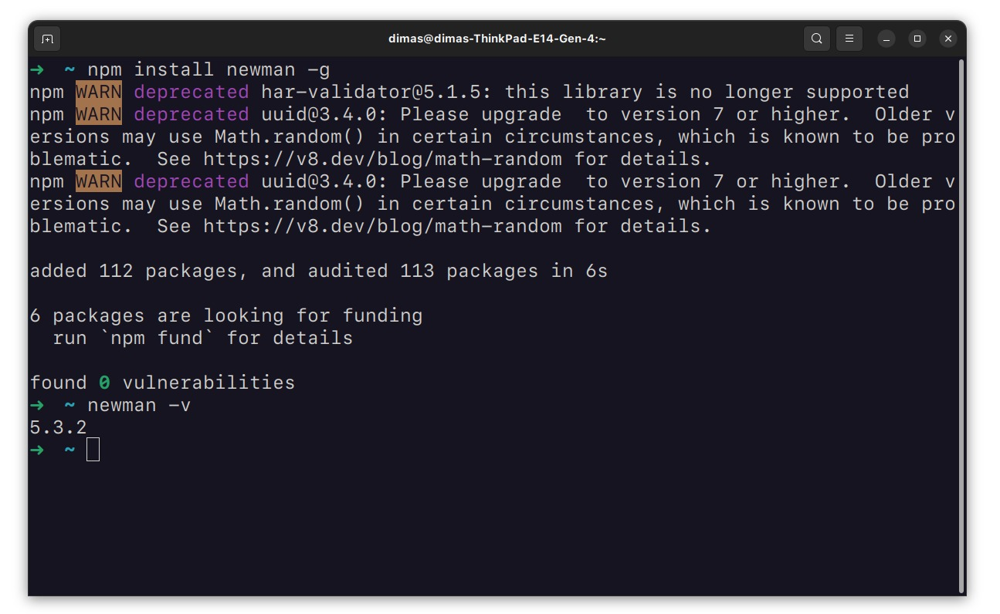 dimas@dimas-ThinkPad-E14-Gen-4:~
➜  ~ npm install newman -g
npm WARN deprecated har-validator@5.1.5: this library is no longer supported
npm WARN deprecated uuid@3.4.0: Please upgrade  to version 7 or higher.  Older v
ersions may use Math.random() in certain circumstances, which is known to be pro
blematic.  See https://v8.dev/blog/math-random for details.
npm WARN deprecated uuid@3.4.0: Please upgrade  to version 7 or higher.  Older v
ersions may use Math.random() in certain circumstances, which is known to be pro
blematic.  See https://v8.dev/blog/math-random for details.
added 112 packages, and audited 113 packages in 6s
6 packages are looking for funding
  run `npm fund` for details
found 0 vulnerabilities
➜  ~ newman -v
5.3.2
➜  ~